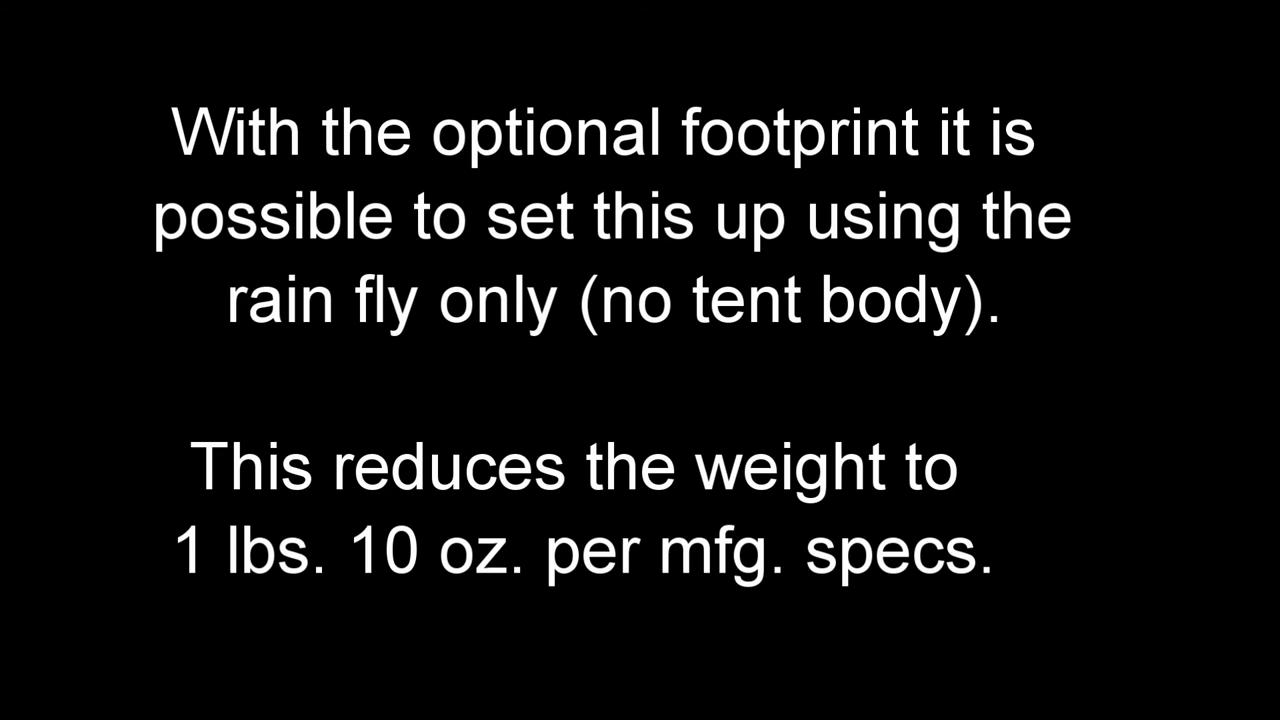 With the optional footprint it is
possible to set this up using the
rain fly only (no tent body).
This reduces the weight to
1 lbs. 10 oz. per mfg. specs.